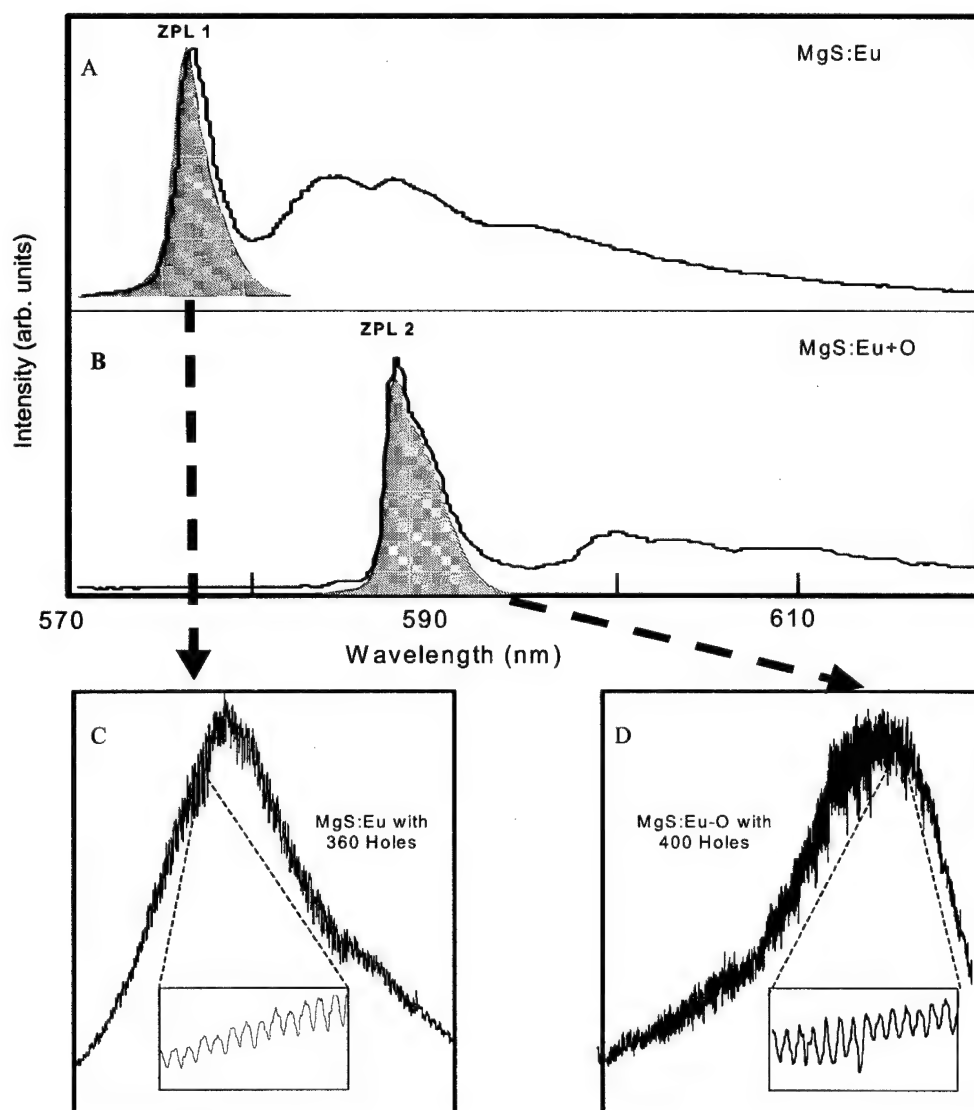 ZPL 1
A
MgS:Eu
ZPL 2
B
MgS:Eu+O
Intensity (arb. units)
570
590
610
Wavelength (nm)
C
MgS:Eu with
360 Holes
D
MgS:Eu-O with
400 Holes